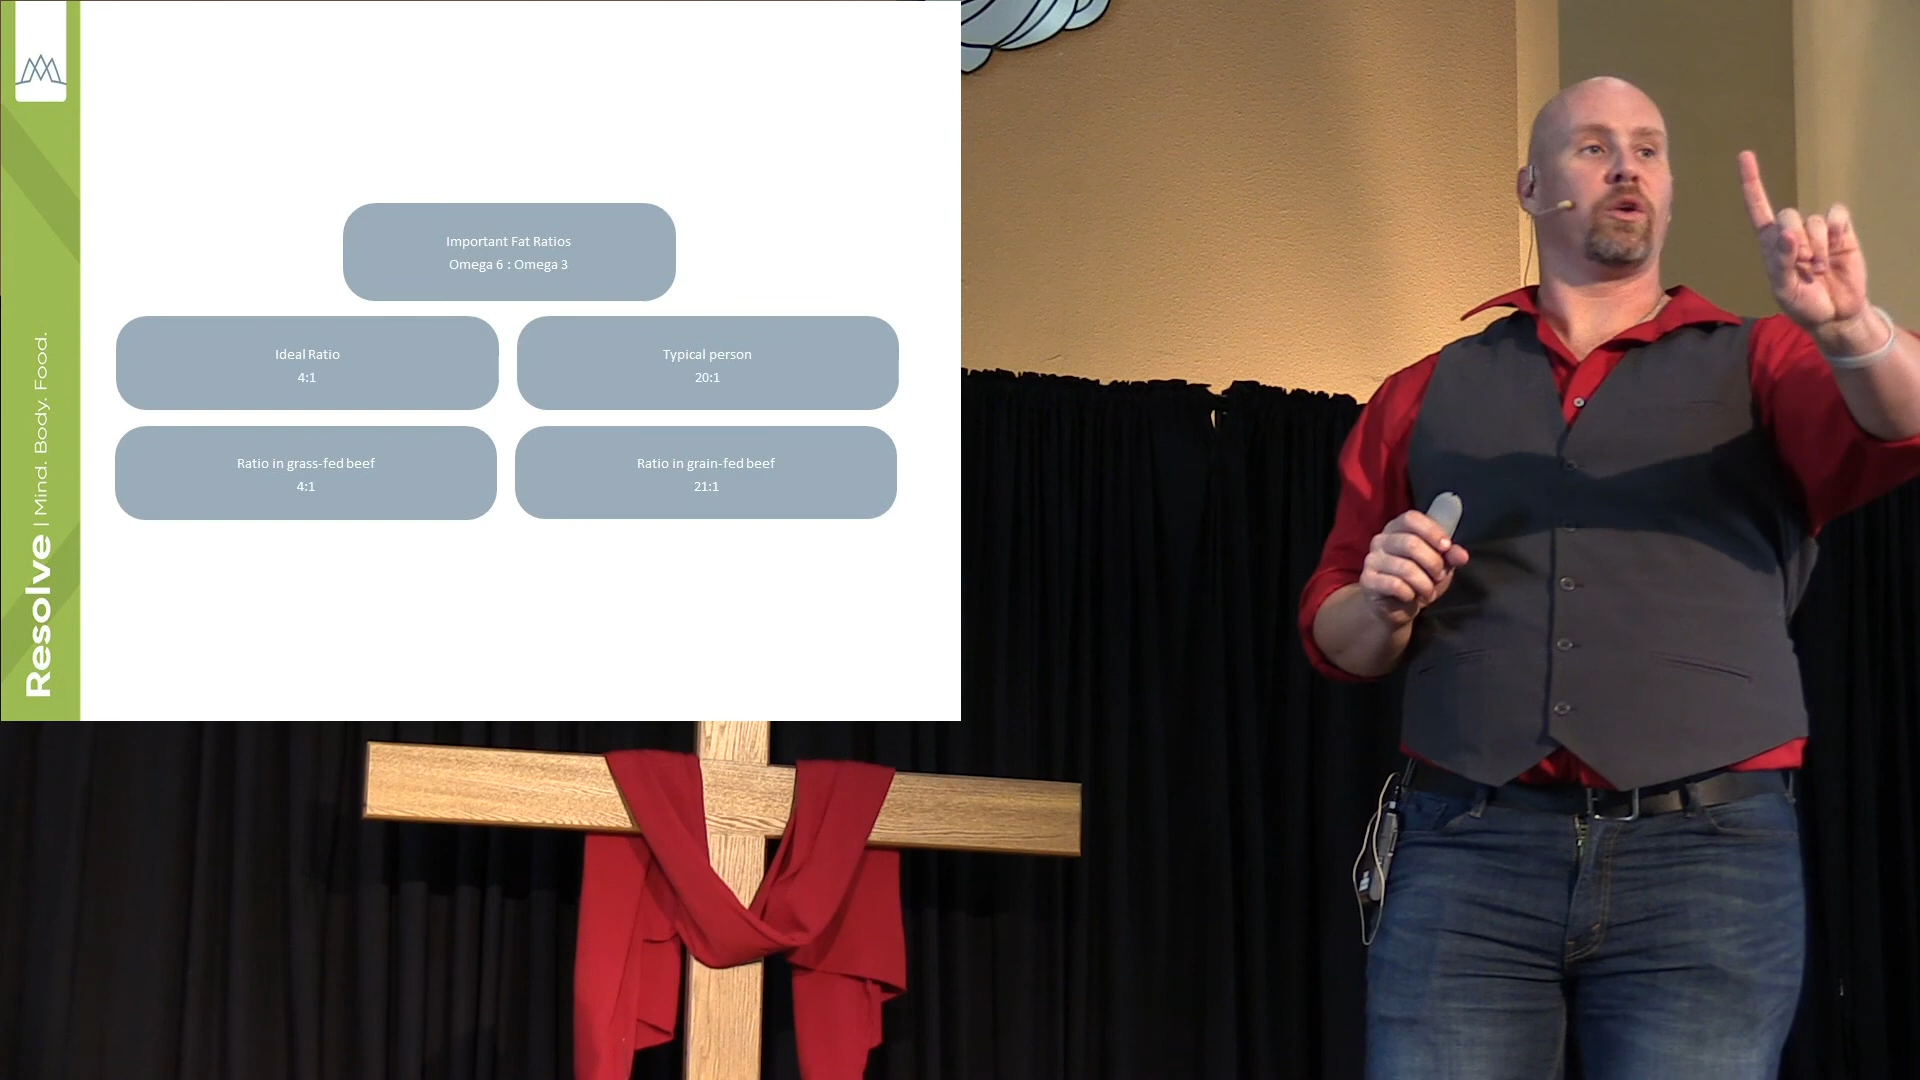 Resolve | Mind. Body. Food.
Important Fat Ratios
Omega 6 : Omega 3
Ideal Ratio
4:1
Typical person
20:1
Ratio in grass-fed beef
4:1
Ratio in grain-fed beef
21:1